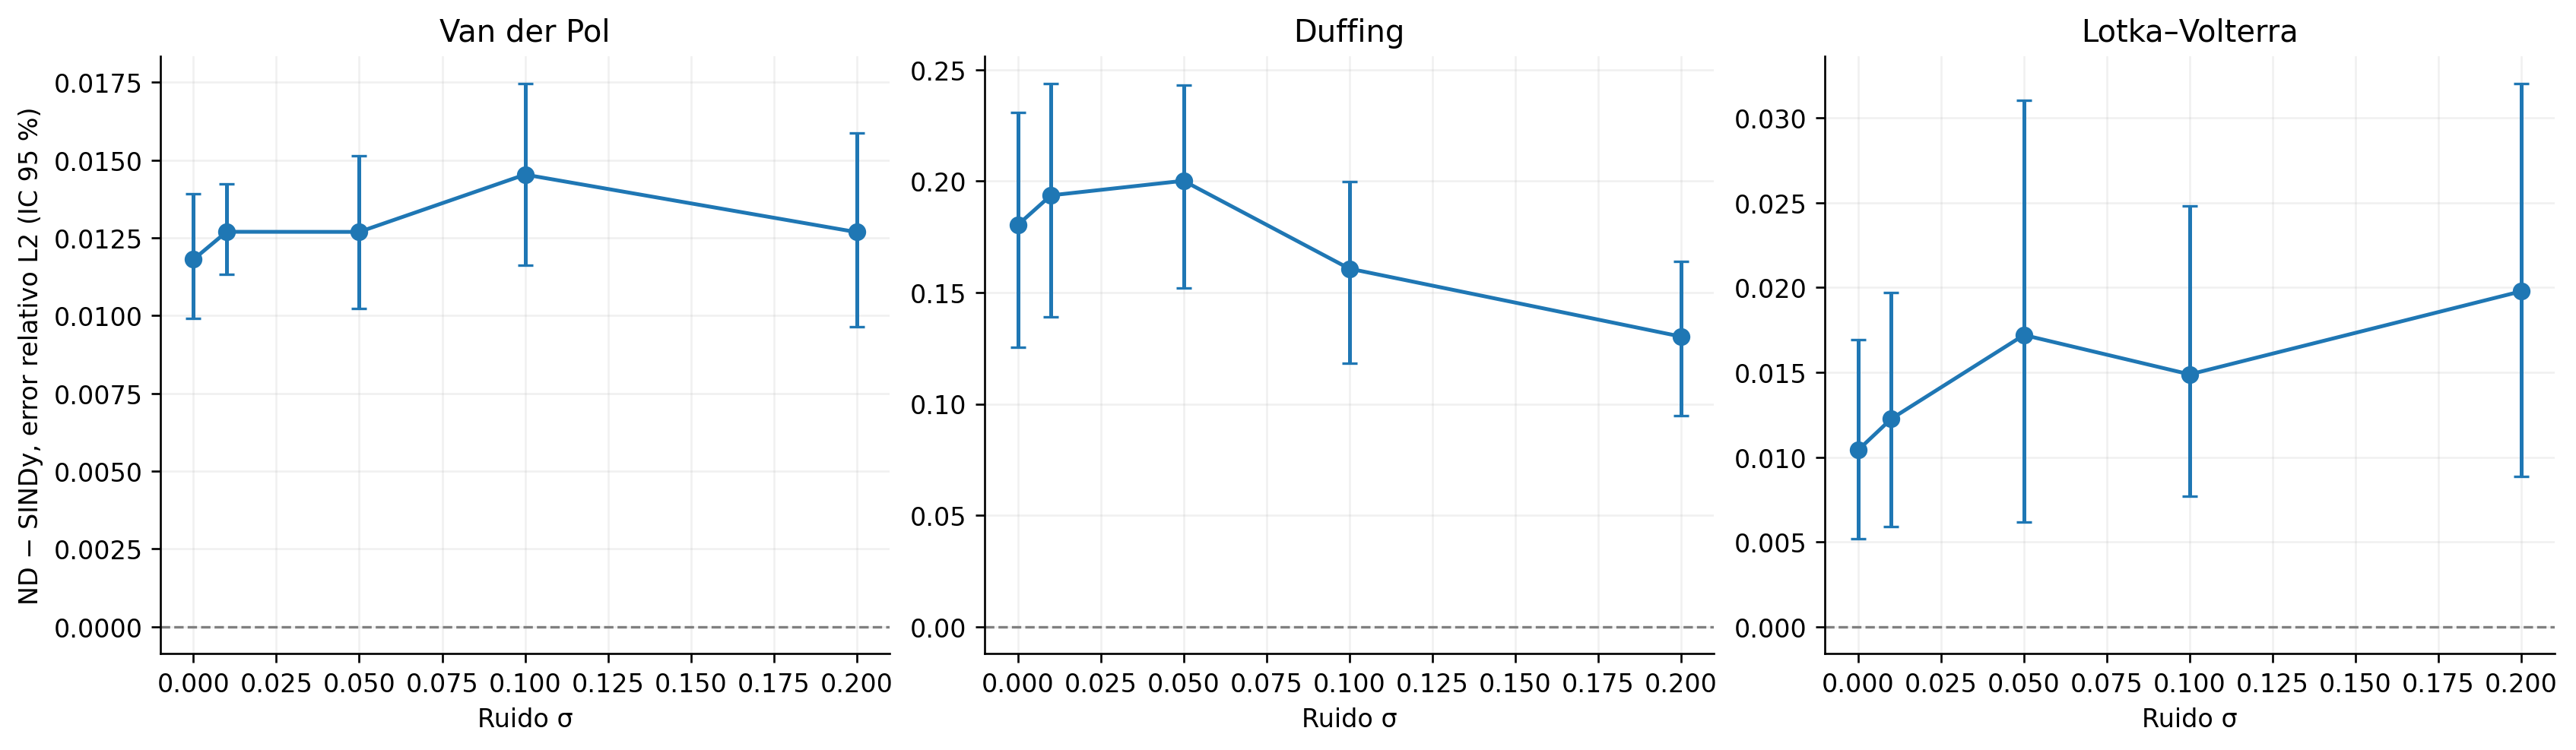 Van der Pol
ND − SINDy, error relativo L2 (IC 95 %)
0.0175
0.0150
0.0125
0.0100
0.0075
0.0050
0.0025
0.0000
0.000 0.025 0.050 0.075 0.100 0.125 0.150 0.175 0.200
Ruido σ
Duffing
0.25
0.20
0.15
0.10
0.05
0.00
0.000 0.025 0.050 0.075 0.100 0.125 0.150 0.175 0.200
Ruido σ
Lotka–Volterra
0.030
0.025
0.020
0.015
0.010
0.005
0.000
0.000 0.025 0.050 0.075 0.100 0.125 0.150 0.175 0.200
Ruido σ